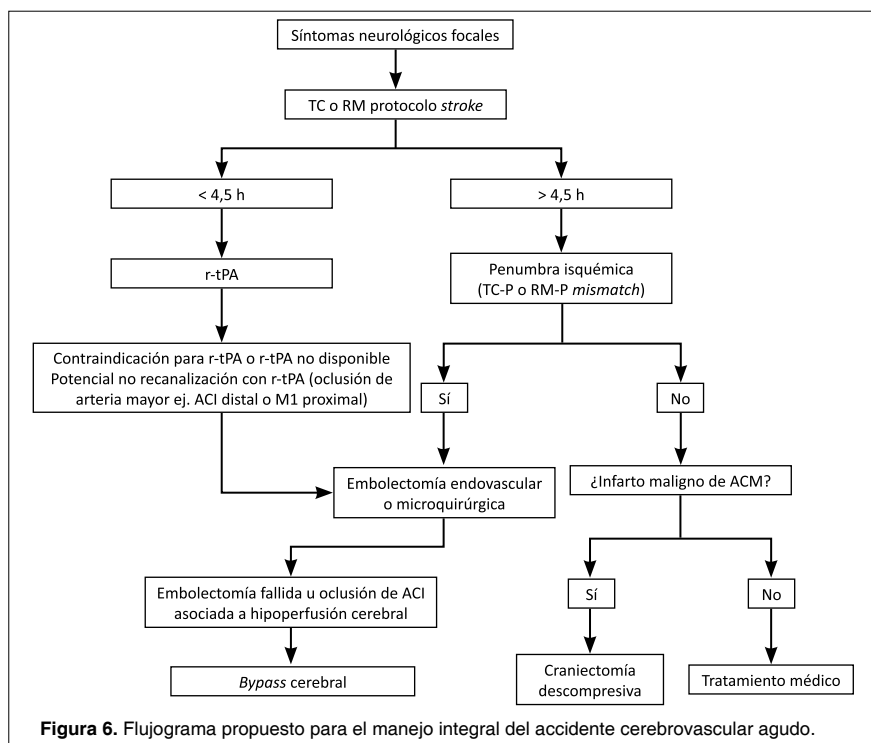 Síntomas neurológicos focales
TC o RM protocolo stroke
< 4,5 h
> 4,5 h
r-tPA
Penumbra isquémica
(TC-P o RM-P mismatch)
Contraindicación para r-tPA o r-tPA no disponible
Potencial no recanalización con r-tPA (oclusión de
arteria mayor ej. ACI distal o M1 proximal)
Sí
No
Embolectomía endovascular
o microquirúrgica
¿Infarto maligno de ACM?
Embolectomía fallida u oclusión de ACI
asociada a hipoperfusión cerebral
Sí
No
Bypass cerebral
Craniectomía
descompresiva
Tratamiento médico
Figura 6. Flujograma propuesto para el manejo integral del accidente cerebrovascular agudo.